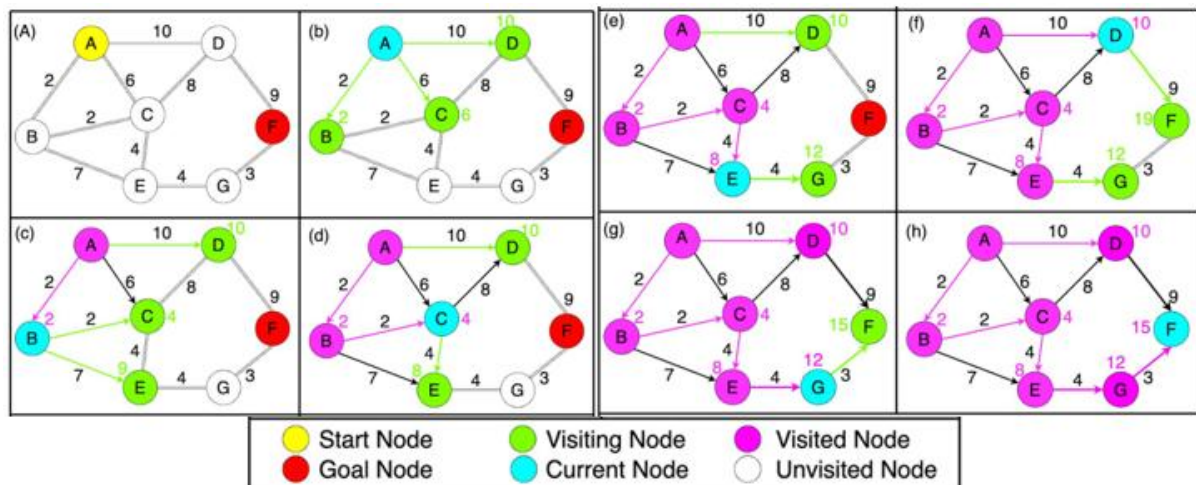 (A) A 10 D
2 6 8 9
C F
B 2
4
7 E 4 G 3
(b) A 10 D 10
2 6 8 9
C 6 F
B 2 2
4
7 E 4 G 3
(c) A 10 D 10
2 6 8 9
C 4 F
B 2 2
9 4
7 E 4 G 3
(d) A 10 D 10
2 6 8 9
C 4 F
B 2 2
8 4
7 E 4 G 3
(e) A 10 D 10
2 6 8 9
C 4 F
B 2 2
4
7 8 E 4 12 G 3
(f) A 10 D 10
2 6 8 9
C 4 19 F
B 2 2
4
7 8 E 4 12 G 3
(g) A 10 D 10
2 6 8 9
C 4 15 F
B 2 2
4
7 8 E 4 12 G 3
(h) A 10 D 10
2 6 8 9
C 4 15 F
B 2 2
4
7 8 E 4 12 G 3
Start Node Visiting Node Visited Node
Goal Node Current Node Unvisited Node